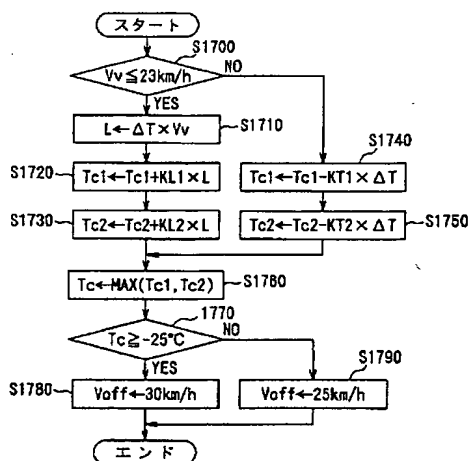 スタート
S1700
Vv≦23km/h
NO
YES
L←ΔT×Vv
S1710
S1740
S1720
Tc1←Tc1+KL1×L
Tc1←Tc1-KT1×ΔT
S1730
Tc2←Tc2+KL2×L
Tc2←Tc2-KT2×ΔT
S1750
S1760
Tc←MAX(Tc1,Tc2)
1770
Tc≧-25°C
NO
YES
S1790
S1780
Voff←30km/h
Voff←25km/h
エンド